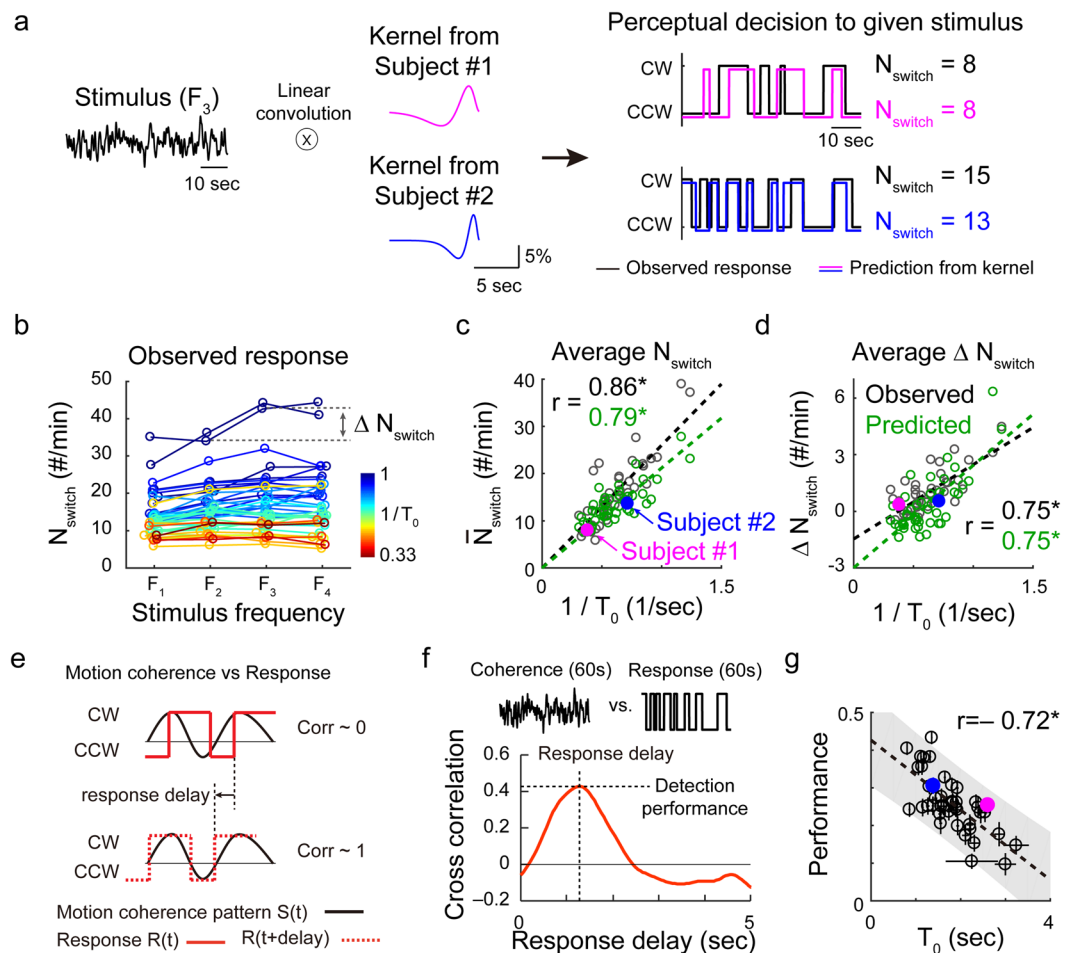 a
Stimulus (F3)
10 sec
Linear
convolution
X
Kernel from
Subject #1
Kernel from
Subject #2
5%
5 sec
Perceptual decision to given stimulus
CW
CCW
Nswitch = 8
Nswitch = 8
10 sec
CW
CCW
Nswitch = 15
Nswitch = 13
Observed response
Prediction from kernel
b
Observed response
Nswitch (#/min)
50
40
30
20
10
0
Δ Nswitch
1
1/T0
0.33
F1 F2 F3 F4
Stimulus frequency
c
Average Nswitch
N̄switch (#/min)
40
30
20
10
0
r = 0.86*
0.79*
Subject #2
Subject #1
0 1.5
1 / T0 (1/sec)
d
Average Δ Nswitch
Observed
Predicted
Δ Nswitch (#/min)
6
3
0
-3
r = 0.75*
0.75*
0 1.5
1 / T0 (1/sec)
e
Motion coherence vs Response
CW
CCW
Corr ~ 0
response delay
CW
CCW
Corr ~ 1
Motion coherence pattern S(t)
Response R(t)
R(t+delay)
f
Coherence (60s) vs. Response (60s)
Response delay
Detection
performance
Cross correlation
0.6
0.4
0.2
0
–0.2
0 5
Response delay (sec)
g
r=– 0.72*
Performance
0.5
0
0 2 4
T0 (sec)